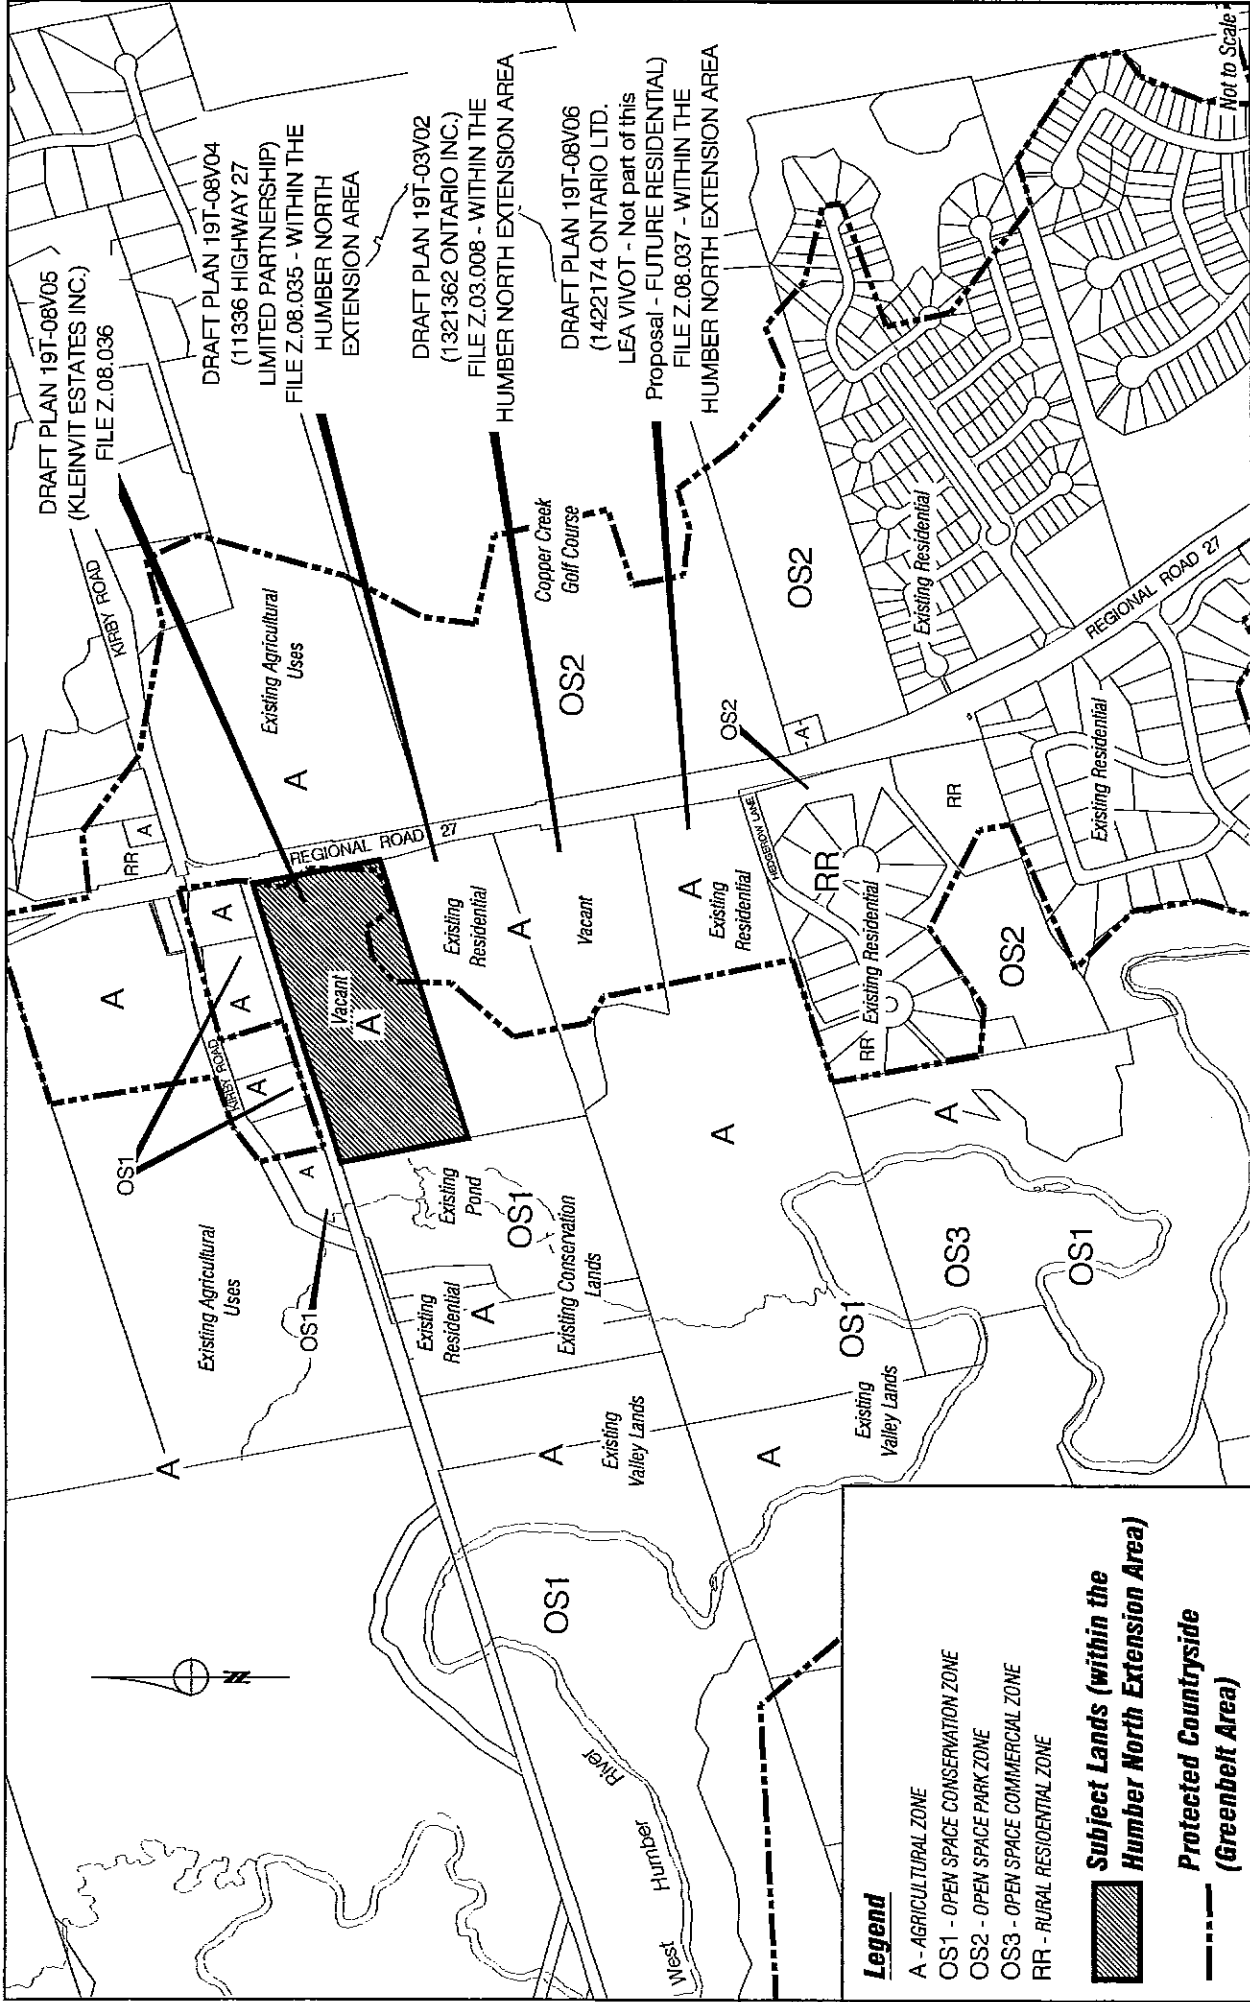 DRAFT PLAN 19T-08V05
(KLEINVIT ESTATES INC.)
FILE Z.08.036
DRAFT PLAN 19T-08V04
(11336 HIGHWAY 27
LIMITED PARTNERSHIP)
FILE Z.08.035 - WITHIN THE
HUMBER NORTH
EXTENSION AREA
DRAFT PLAN 19T-03V02
(1321362 ONTARIO INC.)
FILE Z.03.008 - WITHIN THE
HUMBER NORTH EXTENSION AREA
DRAFT PLAN 19T-08V06
(1422174 ONTARIO LTD.
LEA VIVOT - Not part of this
Proposal - FUTURE RESIDENTIAL)
FILE Z.08.037 - WITHIN THE
HUMBER NORTH EXTENSION AREA
Not to Scale
KIRBY ROAD
Existing Agricultural
Uses
A
Copper Creek
Golf Course
OS2
OS2
Existing Residential
REGIONAL ROAD 27
OS2
A
RR
A
REGIONAL ROAD 27
HEDGEROW LANE
RR
Existing Residential
RR
Existing Residential
RR
OS2
A
A
A
A
KIRBY ROAD
Vacant
A
Existing
Residential
A
Vacant
A
Existing
Residential
OS1
A
OS1
OS1
Existing Agricultural
Uses
Existing
Pond
OS1
Existing Conservation
Lands
Existing
Residential
A
A
A
OS3
OS1
OS1
Existing
Valley Lands
A
A
Existing
Valley Lands
A
OS1
N
West Humber River
Legend
A - AGRICULTURAL ZONE
OS1 - OPEN SPACE CONSERVATION ZONE
OS2 - OPEN SPACE PARK ZONE
OS3 - OPEN SPACE COMMERCIAL ZONE
RR - RURAL RESIDENTIAL ZONE
Subject Lands (within the
Humber North Extension Area)
Protected Countryside
(Greenbelt Area)